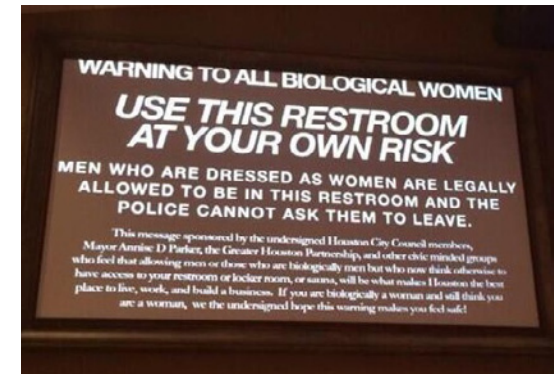 WARNING TO ALL BIOLOGICAL WOMEN
USE THIS RESTROOM
AT YOUR OWN RISK
MEN WHO ARE DRESSED AS WOMEN ARE LEGALLY
ALLOWED TO BE IN THIS RESTROOM AND THE
POLICE CANNOT ASK THEM TO LEAVE.
This message sponsored by the undersigned Houston City Council members,
Mayor Annise D Parker, the Greater Houston Partnership, and other civic minded groups
who feel that allowing men or those who are biologically men but who now think otherwise to
have access to your restroom or locker room, or sauna, will be what makes Houston the best
place to live, work, and build a business. If you are biologically a woman and still think you
are a woman, we the undersigned hope this warning makes you feel safe!